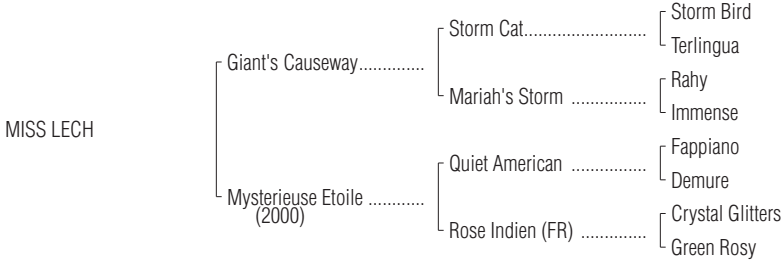 Storm Bird
Storm Cat..........................
Terlingua
Giant's Causeway..............
Rahy
Mariah's Storm ................
Immense
MISS LECH
Fappiano
Quiet American ................
Demure
Mysterieuse Etoile ............
(2000)
Crystal Glitters
Rose Indien (FR) ..............
Green Rosy